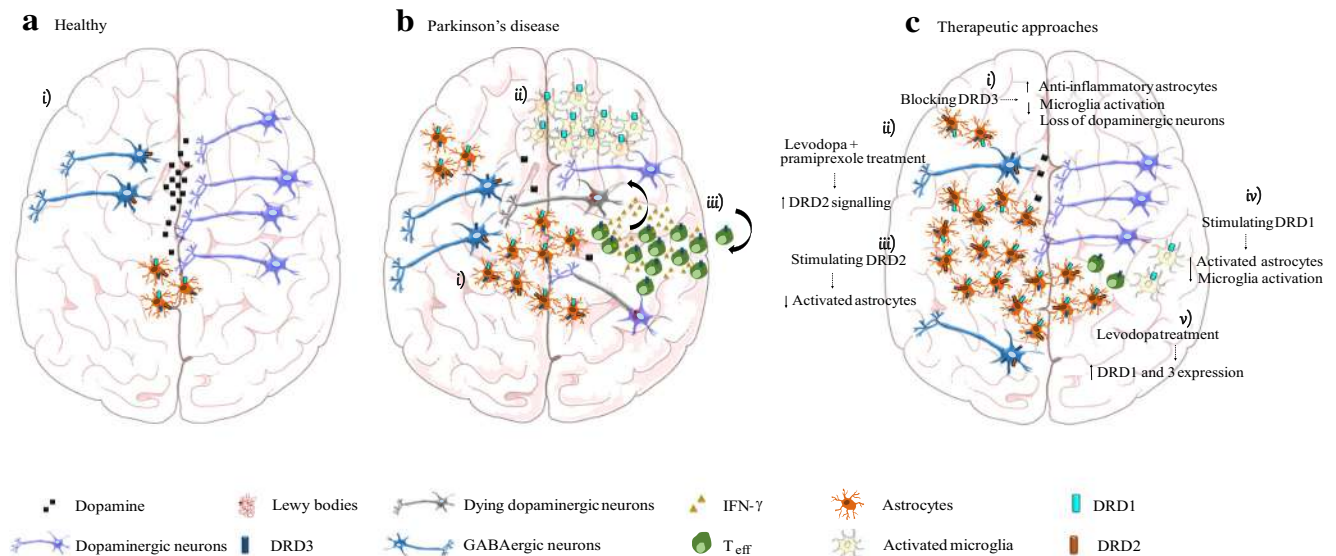 a Healthy
i)
b Parkinson's disease
ii)
iii)
i)
c Therapeutic approaches
i)
Blocking DRD3
↑ Anti-inflammatory astrocytes
↓ Microglia activation
Loss of dopaminergic neurons
ii)
Levodopa +
pramiprexole treatment
↑ DRD2 signalling
iii)
Stimulating DRD2
↓ Activated astrocytes
iv)
Stimulating DRD1
↓ Activated astrocytes
Microglia activation
v)
Levodopa treatment
↑ DRD1 and 3 expression
Dopamine
Lewy bodies
Dying dopaminergic neurons
IFN-γ
Astrocytes
DRD1
Dopaminergic neurons
DRD3
GABAergic neurons
T eff
Activated microglia
DRD2